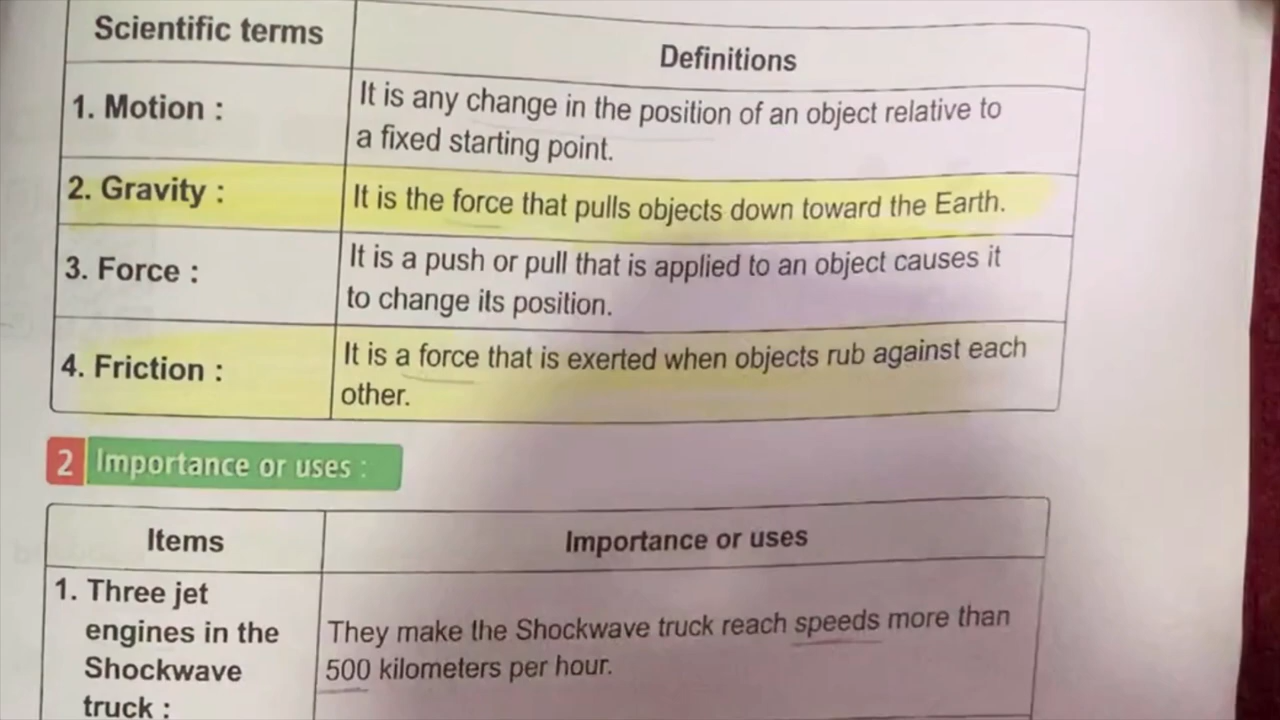 Scientific terms
Definitions
1. Motion :
It is any change in the position of an object relative to
a fixed starting point.
2. Gravity :
It is the force that pulls objects down toward the Earth.
3. Force :
It is a push or pull that is applied to an object causes it
to change its position.
4. Friction :
It is a force that is exerted when objects rub against each
other.
2 Importance or uses :
Items
Importance or uses
1. Three jet
engines in the
Shockwave
truck :
They make the Shockwave truck reach speeds more than
500 kilometers per hour.